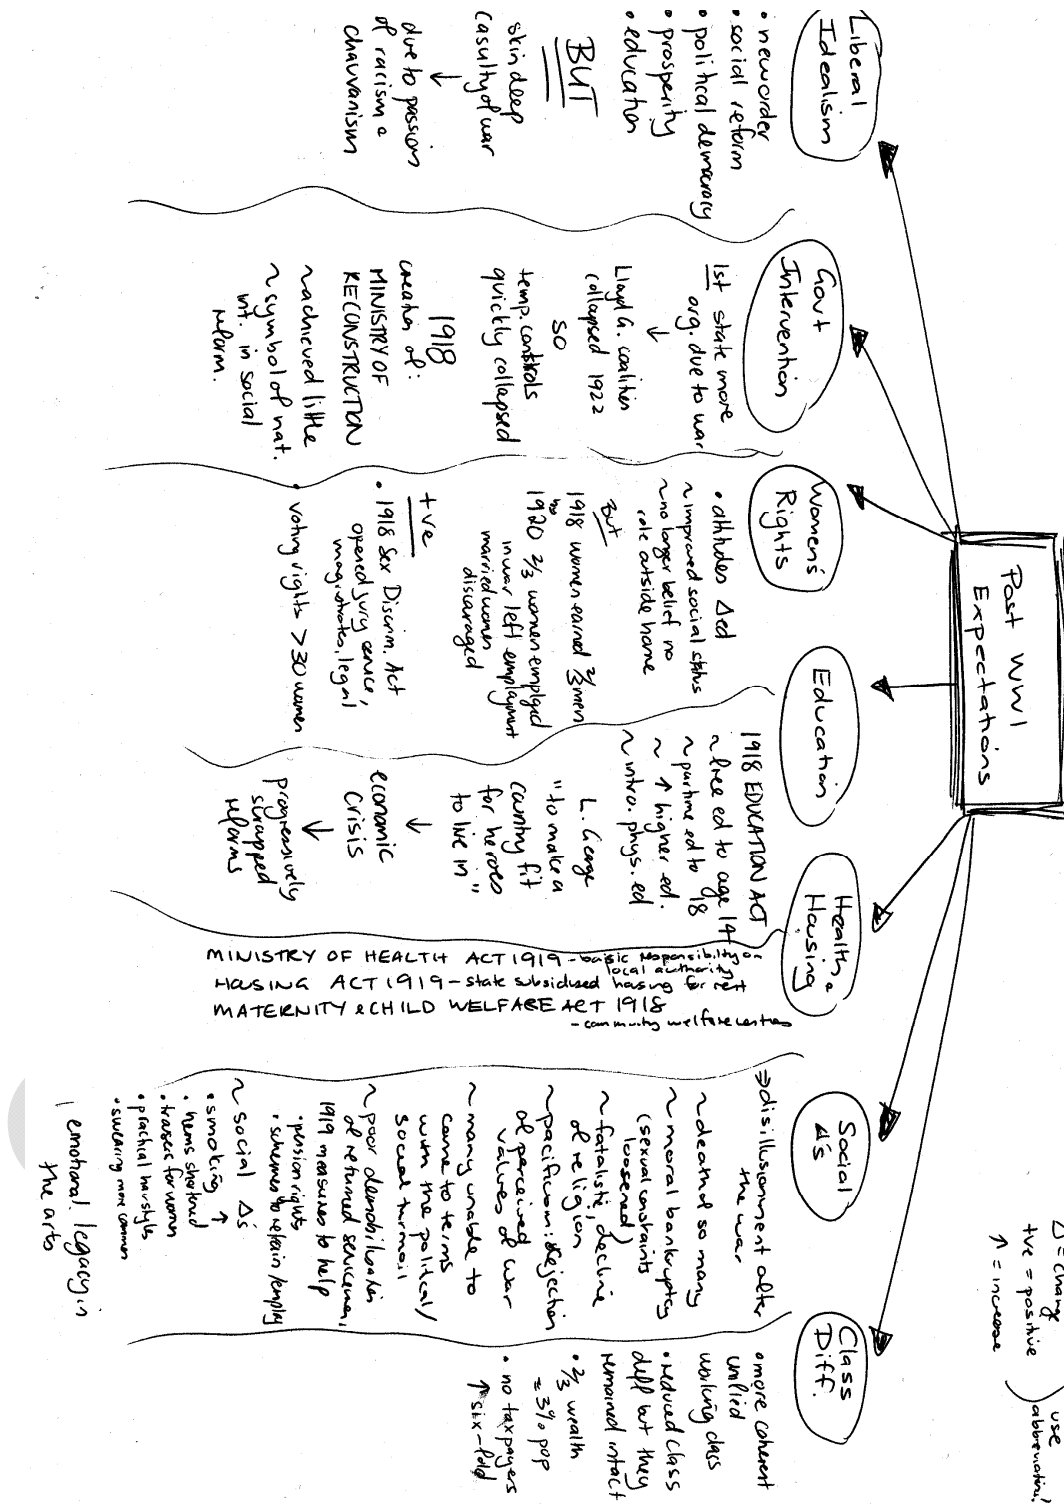 Δ = change
+ve = positive
↑ = increase
use
abbreviations!
Post WW1
Expectations
Liberal
Idealism
• new order
• social reform
• political democracy
• prosperity
• education
BUT
skin deep
casulty of war
↓
due to passion
of racism &
chauvanism
Govt
Intervention
1st state more
org. due to war
↓
Lloyd G. coalition
collapsed 1922
so
temp. controls
quickly collapsed
1918
creation of:
MINISTRY OF
RECONSTRUCTION
~ achieved little
~ symbol of nat.
int. in social
reform.
Women's
Rights
• attitudes Δed
~ improved social status
~ no longer belief no
role outside home
But
1918 women earned 2/3 men
by
1920 2/3 women employed
in war left employment
married women
discouraged
+ve
• 1918 Sex Discrim. Act
opened jury service,
magistrates, legal
• voting rights > 30 women
Education
1918 EDUCATION ACT
~ free ed to age 14
~ partime ed to 18
~ ↑ higher ed.
~ intro. phys. ed
L. George
"to make a
country fit
for heroes
to live in"
↓
economic
crisis
↓
progressively
scrapped
reforms
Health &
Housing
MINISTRY OF HEALTH ACT 1919 - basic responsibility on
local authority
HOUSING ACT 1919 - state subsidised housing for rent
MATERNITY & CHILD WELFARE ACT 1918
- community welfare centres
Social
Δ's
⇒ disillusionment after
the war
~ death of so many
~ moral bankruptcy
(sexual constraints
loosened)
~ fatalistic; decline
of religion
~ pacificism: rejection
of perceived
values of war
~ many unable to
come to terms
with the political/
social turmoil
~ poor demobilisation
of returned servicemen,
1919 measures to help
• pension rights
• schemes to retrain/employ
~ social Δ's
• smoking ↑
• hems shortened
• trousers for women
• practical hairstyles
• swearing more common
emotional legacy in
the arts
Class
Diff.
• more coherent
unified
working class
• reduced class
diff but they
remained intact
• 2/3 wealth
= 3% pop
• no taxpayers
↑ six-fold